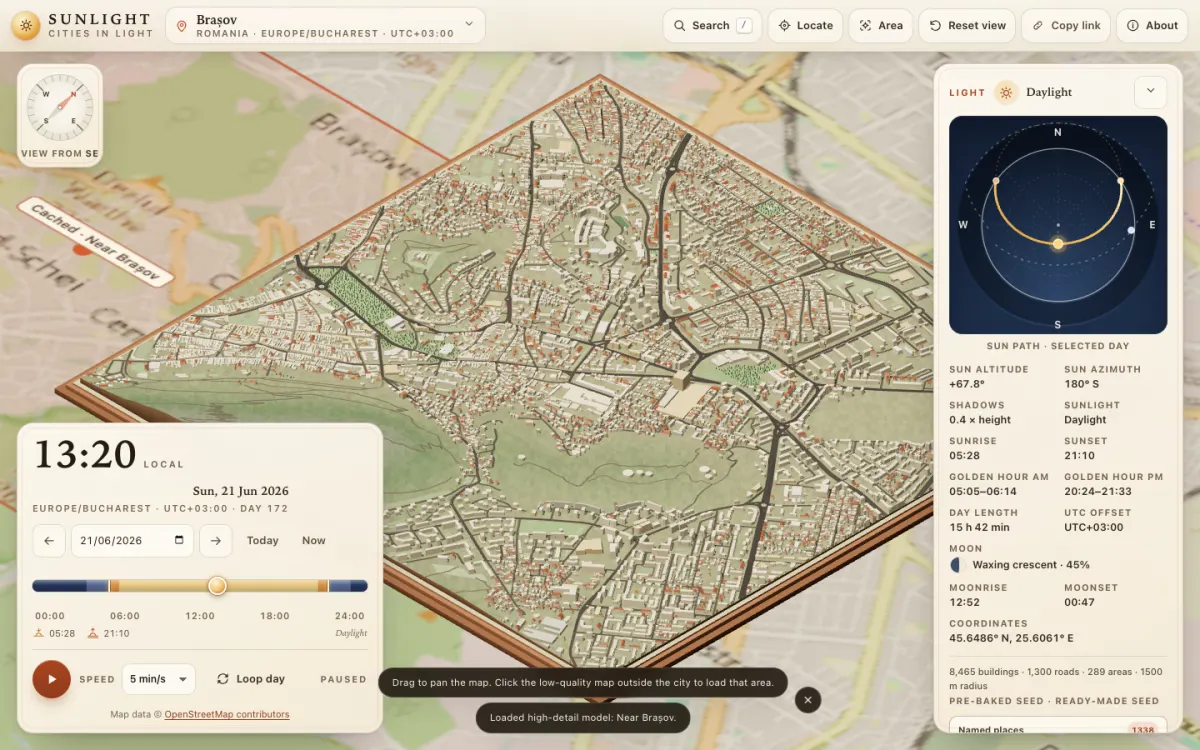 SUNLIGHT
CITIES IN LIGHT
Brașov
ROMANIA · EUROPE/BUCHAREST · UTC+03:00
Search /
Locate
Area
Reset view
Copy link
About
W N
S E
VIEW FROM SE
Brașov
Cached · Near Brașov
LIGHT Daylight
N
W E
S
SUN PATH · SELECTED DAY
SUN ALTITUDE SUN AZIMUTH
+67.8° 180° S
SHADOWS SUNLIGHT
0.4 × height Daylight
SUNRISE SUNSET
05:28 21:10
GOLDEN HOUR AM GOLDEN HOUR PM
05:05–06:14 20:24–21:33
DAY LENGTH UTC OFFSET
15 h 42 min UTC+03:00
MOON
Waxing crescent · 45%
MOONRISE MOONSET
12:52 00:47
COORDINATES
45.6486° N, 25.6061° E
8,465 buildings · 1,300 roads · 289 areas · 1500
m radius
PRE-BAKED SEED · READY-MADE SEED
Named places 1338
13:20 LOCAL
Sun, 21 Jun 2026
EUROPE/BUCHAREST · UTC+03:00 · DAY 172
← 21/06/2026 → Today Now
00:00 06:00 12:00 18:00 24:00
05:28 21:10 Daylight
SPEED 5 min/s Loop day PAUSED
Map data © OpenStreetMap contributors
Drag to pan the map. Click the low-quality map outside the city to load that area.
Loaded high-detail model: Near Brașov.